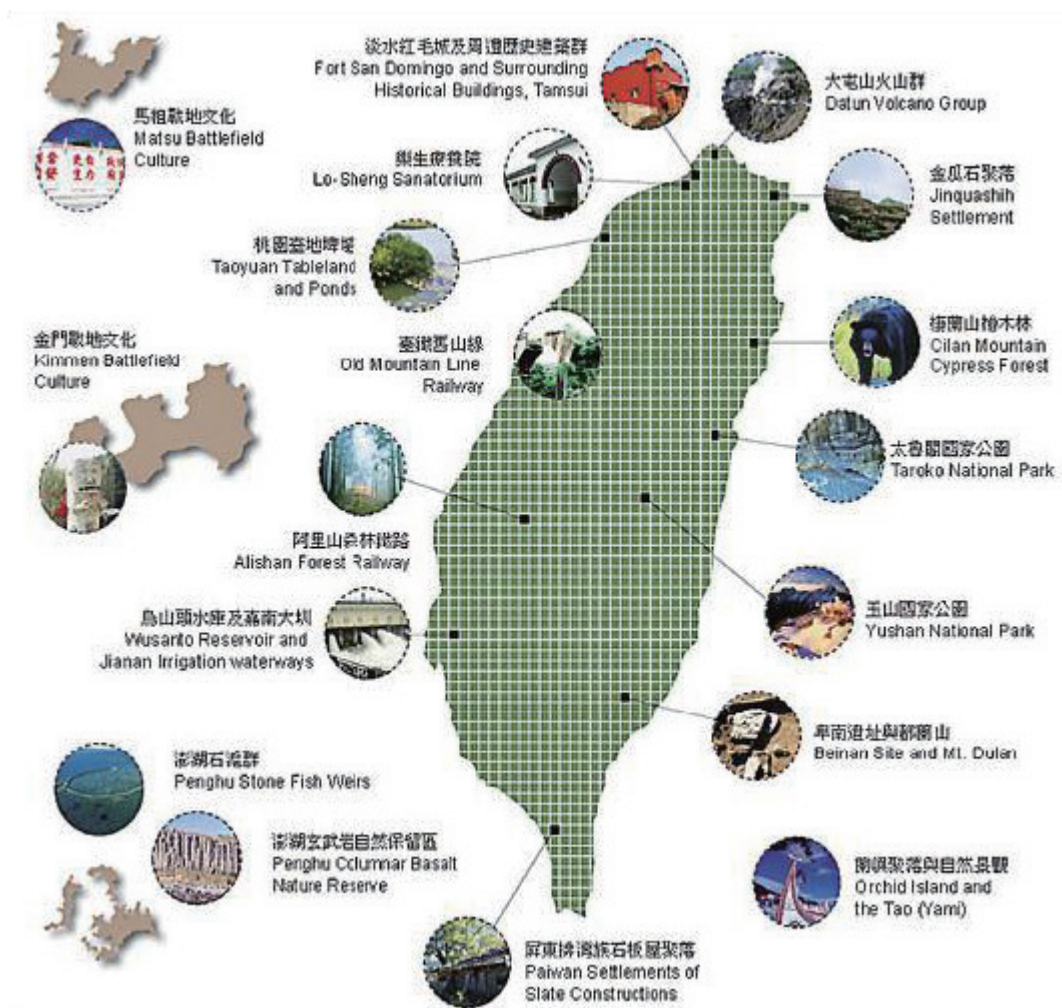 淡水紅毛城及周遭歷史建築群
Fort San Domingo and Surrounding
Historical Buildings, Tamsui
大屯山火山群
Datun Volcano Group
馬祖戰地文化
Matsu Battlefield
Culture
樂生療養院
Lo-Sheng Sanatorium
金瓜石聚落
Jinquashih
Settlement
桃園臺地埤塘
Taoyuan Tableland
and Ponds
金門戰地文化
Kimmen Battlefield
Culture
臺鐵舊山線
Old Mountain Line
Railway
棲蘭山檜木林
Cilan Mountain
Cypress Forest
太魯閣國家公園
Taroko National Park
阿里山森林鐵路
Alishan Forest Railway
烏山頭水庫及嘉南大圳
Wusanto Reservoir and
Jianan Irrigation waterways
玉山國家公園
Yushan National Park
卑南遺址與都蘭山
Beinan Site and Mt. Dulan
澎湖石滬群
Penghu Stone Fish Weirs
澎湖玄武岩自然保留區
Penghu Columnar Basalt
Nature Reserve
蘭嶼聚落與自然景觀
Orchid Island and
the Tao (Yami)
屏東排灣族石板屋聚落
Paiwan Settlements of
Slate Constructions